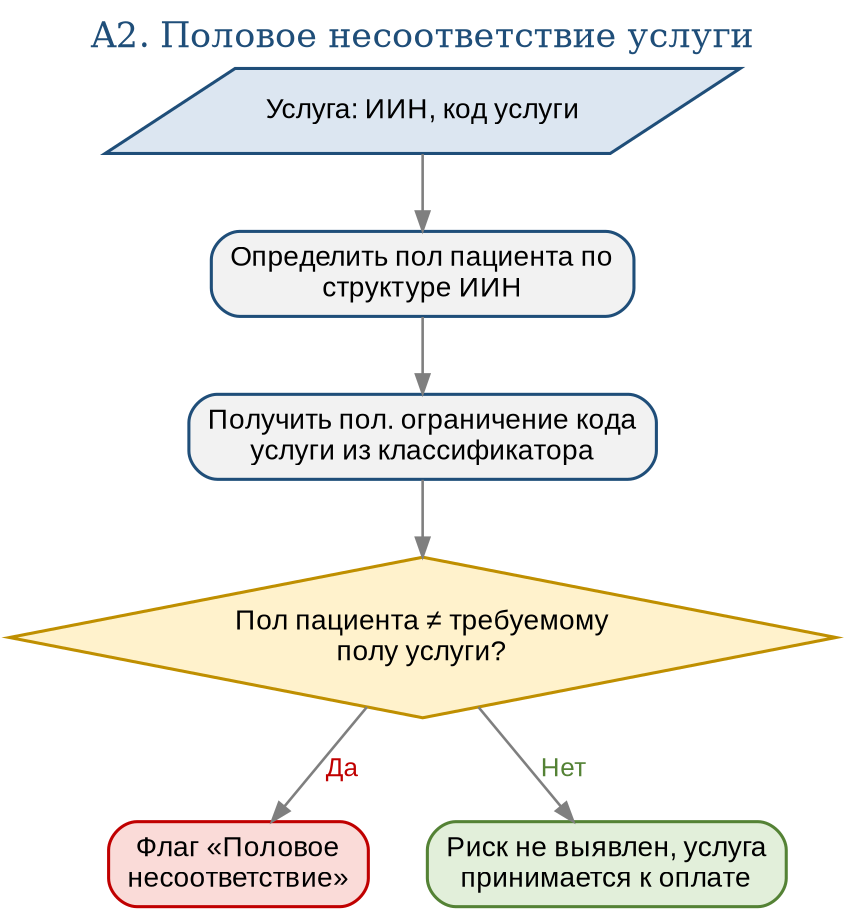 А2. Половое несоответствие услуги
Услуга: ИИН, код услуги
Определить пол пациента по
структуре ИИН
Получить пол. ограничение кода
услуги из классификатора
Пол пациента ≠ требуемому
полу услуги?
Да
Нет
Флаг «Половое
несоответствие»
Риск не выявлен, услуга
принимается к оплате